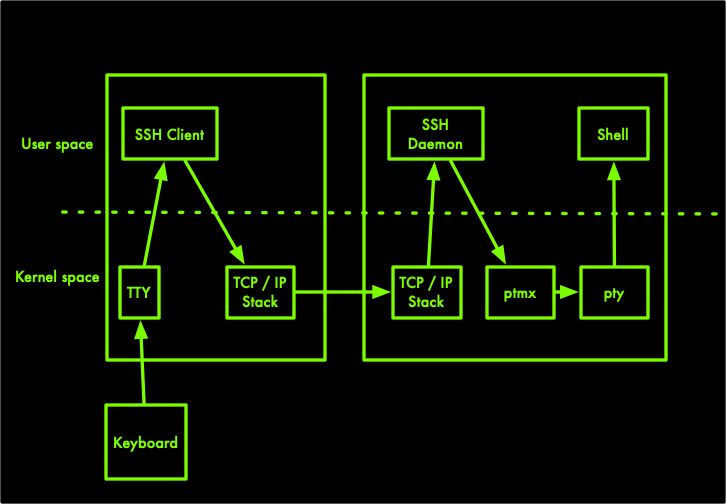 SSH Client
SSH
Daemon
Shell
User space
Kernel space
TTY
TCP / IP
Stack
TCP / IP
Stack
ptmx
pty
Keyboard